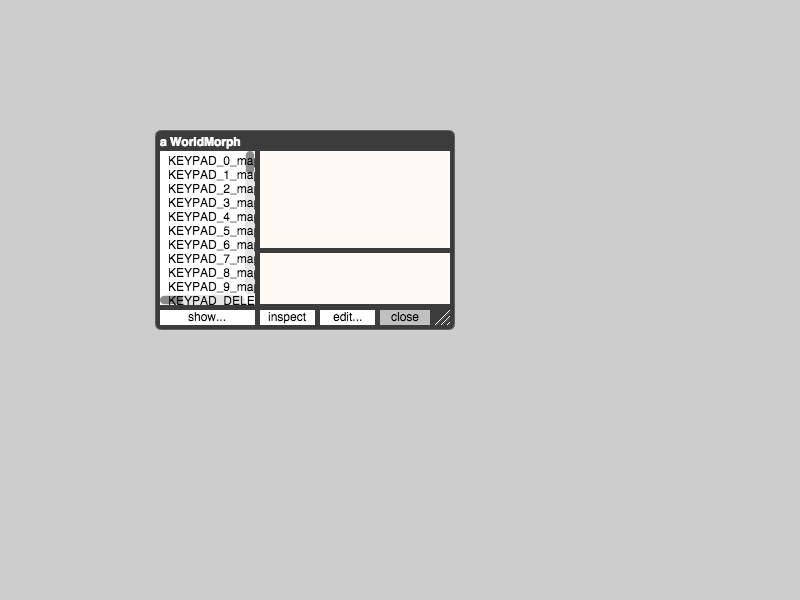 a WorldMorph
KEYPAD_0_ma
KEYPAD_1_ma
KEYPAD_2_ma
KEYPAD_3_ma
KEYPAD_4_ma
KEYPAD_5_ma
KEYPAD_6_ma
KEYPAD_7_ma
KEYPAD_8_ma
KEYPAD_9_ma
KEYPAD_DELE
show... inspect edit... close